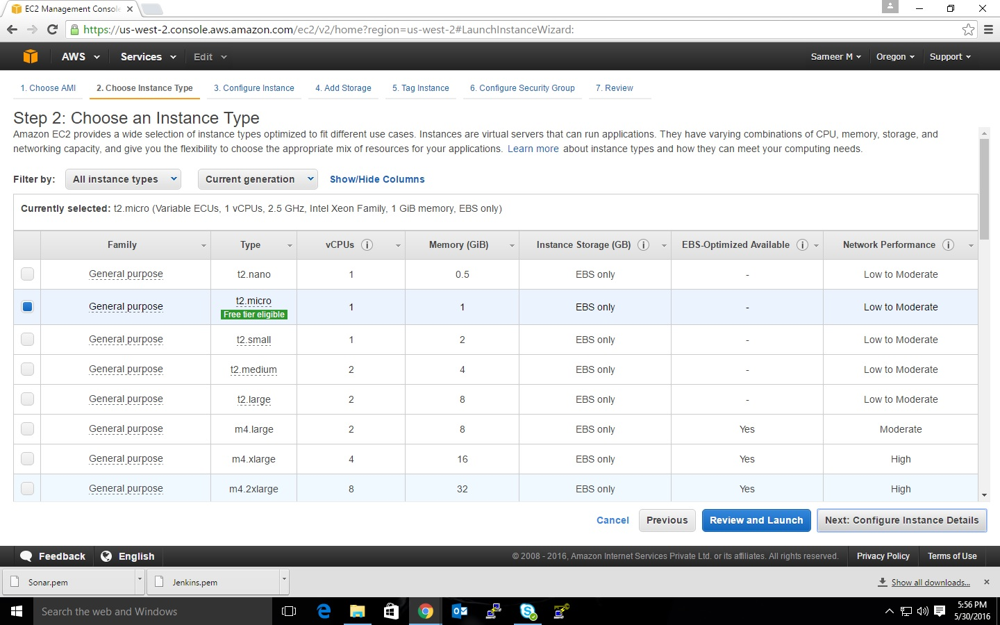 EC2 Management Consol
https://us-west-2.console.aws.amazon.com/ec2/v2/home?region=us-west-2#LaunchInstanceWizard:
AWS Services Edit Sameer M Oregon Support
1. Choose AMI 2. Choose Instance Type 3. Configure Instance 4. Add Storage 5. Tag Instance 6. Configure Security Group 7. Review
Step 2: Choose an Instance Type
Amazon EC2 provides a wide selection of instance types optimized to fit different use cases. Instances are virtual servers that can run applications. They have varying combinations of CPU, memory, storage, and
networking capacity, and give you the flexibility to choose the appropriate mix of resources for your applications. Learn more about instance types and how they can meet your computing needs.
Filter by: All instance types Current generation Show/Hide Columns
Currently selected: t2.micro (Variable ECUs, 1 vCPUs, 2.5 GHz, Intel Xeon Family, 1 GiB memory, EBS only)
Family Type vCPUs Memory (GiB) Instance Storage (GB) EBS-Optimized Available Network Performance
General purpose t2.nano 1 0.5 EBS only - Low to Moderate
General purpose t2.micro 1 1 EBS only - Low to Moderate
Free tier eligible
General purpose t2.small 1 2 EBS only - Low to Moderate
General purpose t2.medium 2 4 EBS only - Low to Moderate
General purpose t2.large 2 8 EBS only - Low to Moderate
General purpose m4.large 2 8 EBS only Yes Moderate
General purpose m4.xlarge 4 16 EBS only Yes High
General purpose m4.2xlarge 8 32 EBS only Yes High
Cancel Previous Review and Launch Next: Configure Instance Details
Feedback English © 2008 - 2016, Amazon Internet Services Private Ltd. or its affiliates. All rights reserved. Privacy Policy Terms of Use
Sonar.pem Jenkins.pem Show all downloads...
Search the web and Windows
5:56 PM
5/30/2016